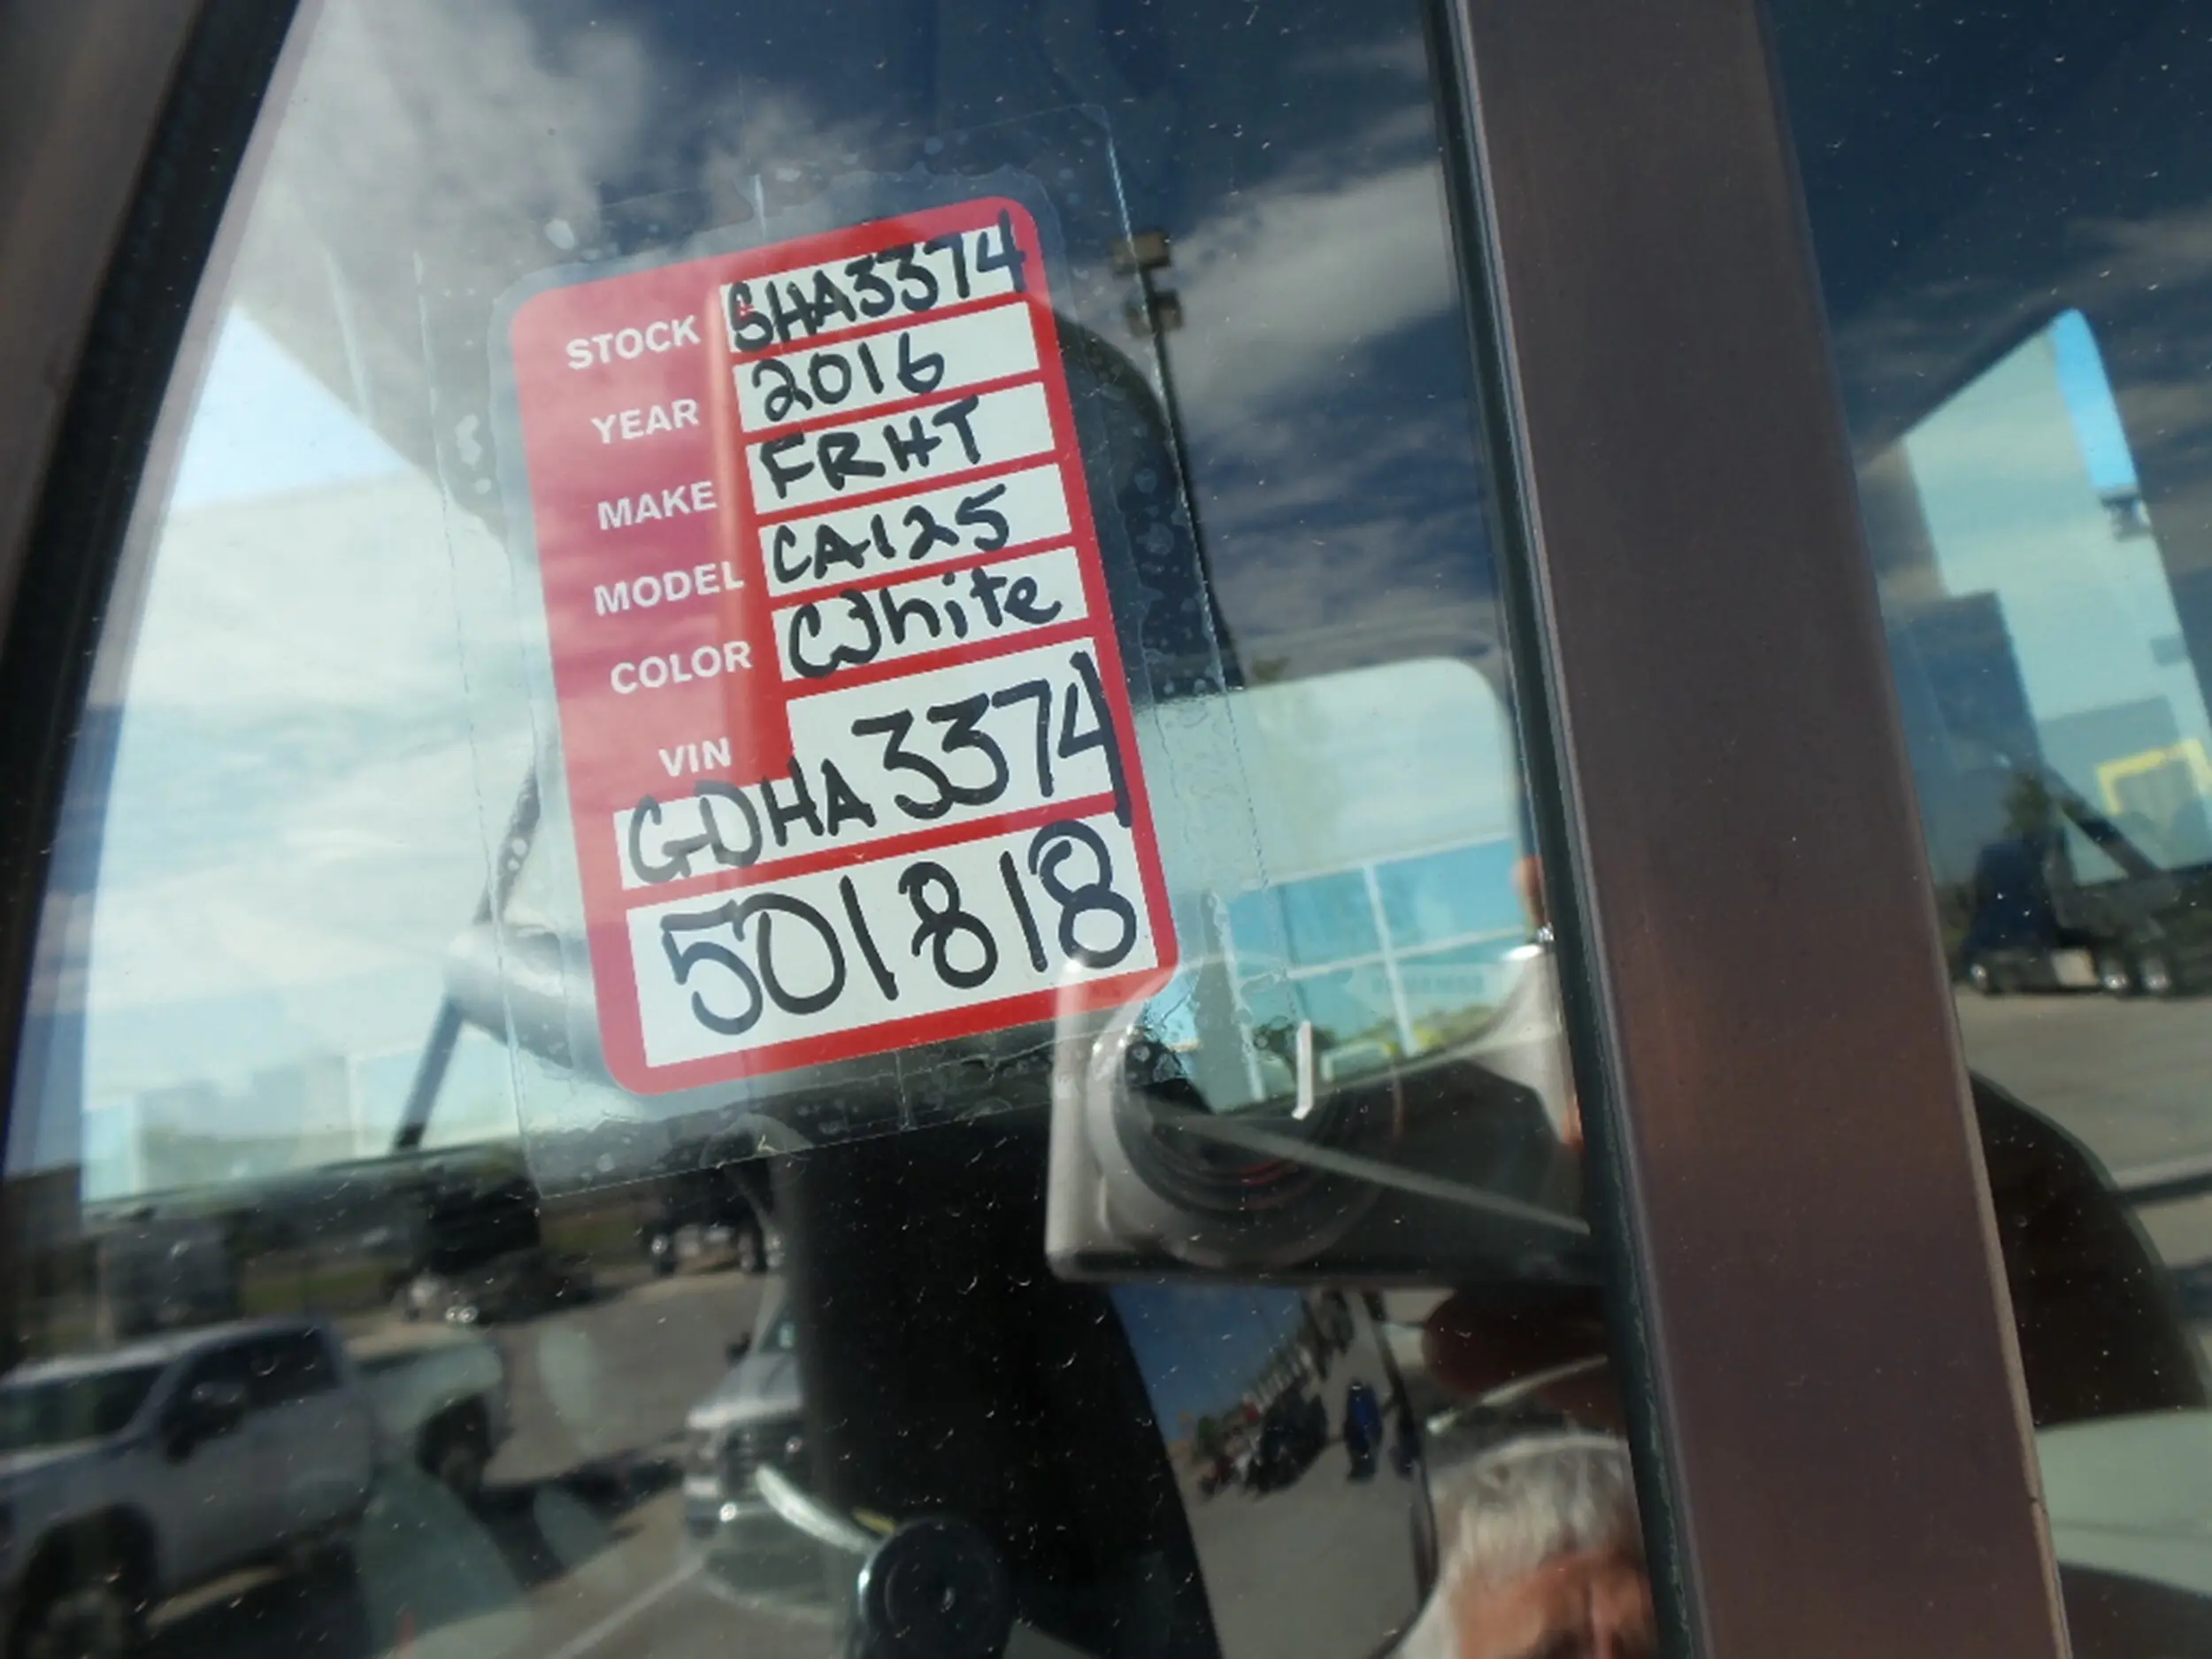 STOCK SHA3374
YEAR 2016
MAKE FRHT
MODEL CA125
COLOR White
VIN GDHA3374
501818